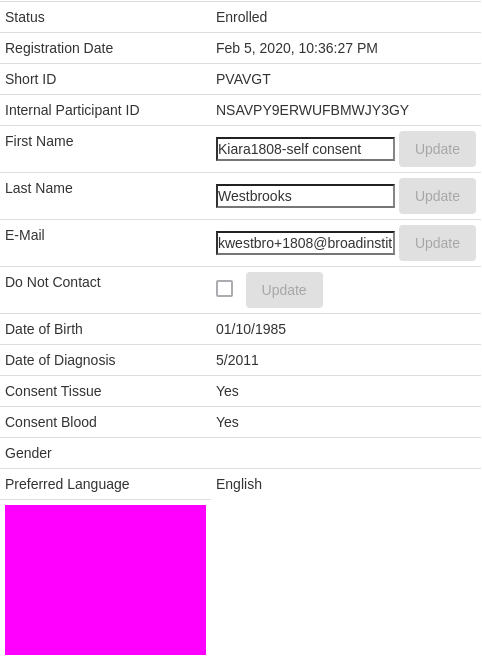 Status Enrolled
Registration Date Feb 5, 2020, 10:36:27 PM
Short ID PVAVGT
Internal Participant ID NSAVPY9ERWUFBMWJY3GY
First Name Kiara1808-self consent Update
Last Name Westbrooks Update
E-Mail kwestbro+1808@broadinstit Update
Do Not Contact Update
Date of Birth 01/10/1985
Date of Diagnosis 5/2011
Consent Tissue Yes
Consent Blood Yes
Gender
Preferred Language English